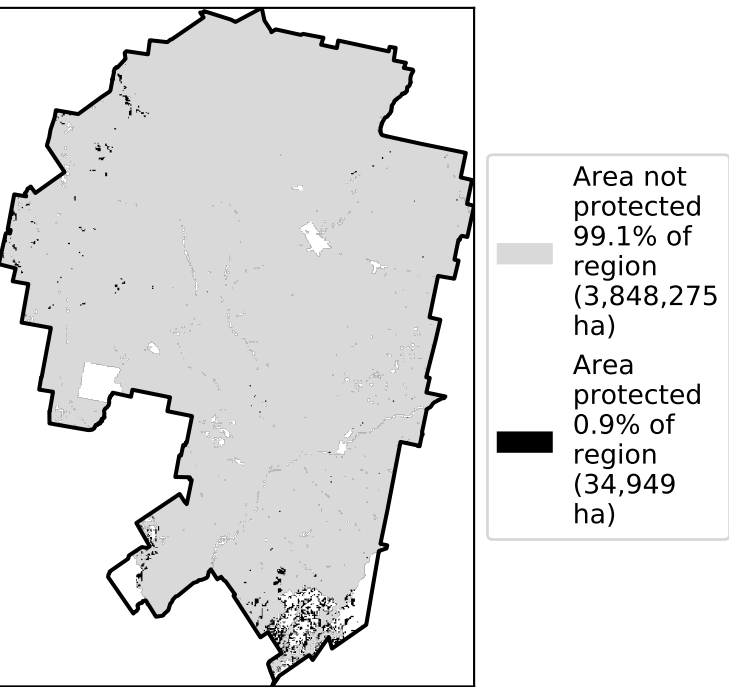 Area not
protected
99.1% of
region
(3,848,275
ha)
Area
protected
0.9% of
region
(34,949
ha)